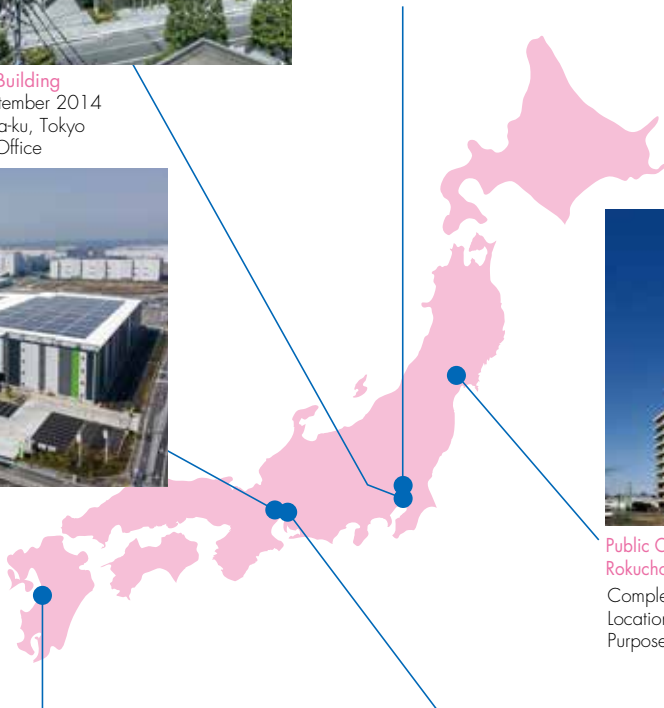 Building
tember 2014
a-ku, Tokyo
Office
Public C
Rokucho
Comple
Location
Purpose